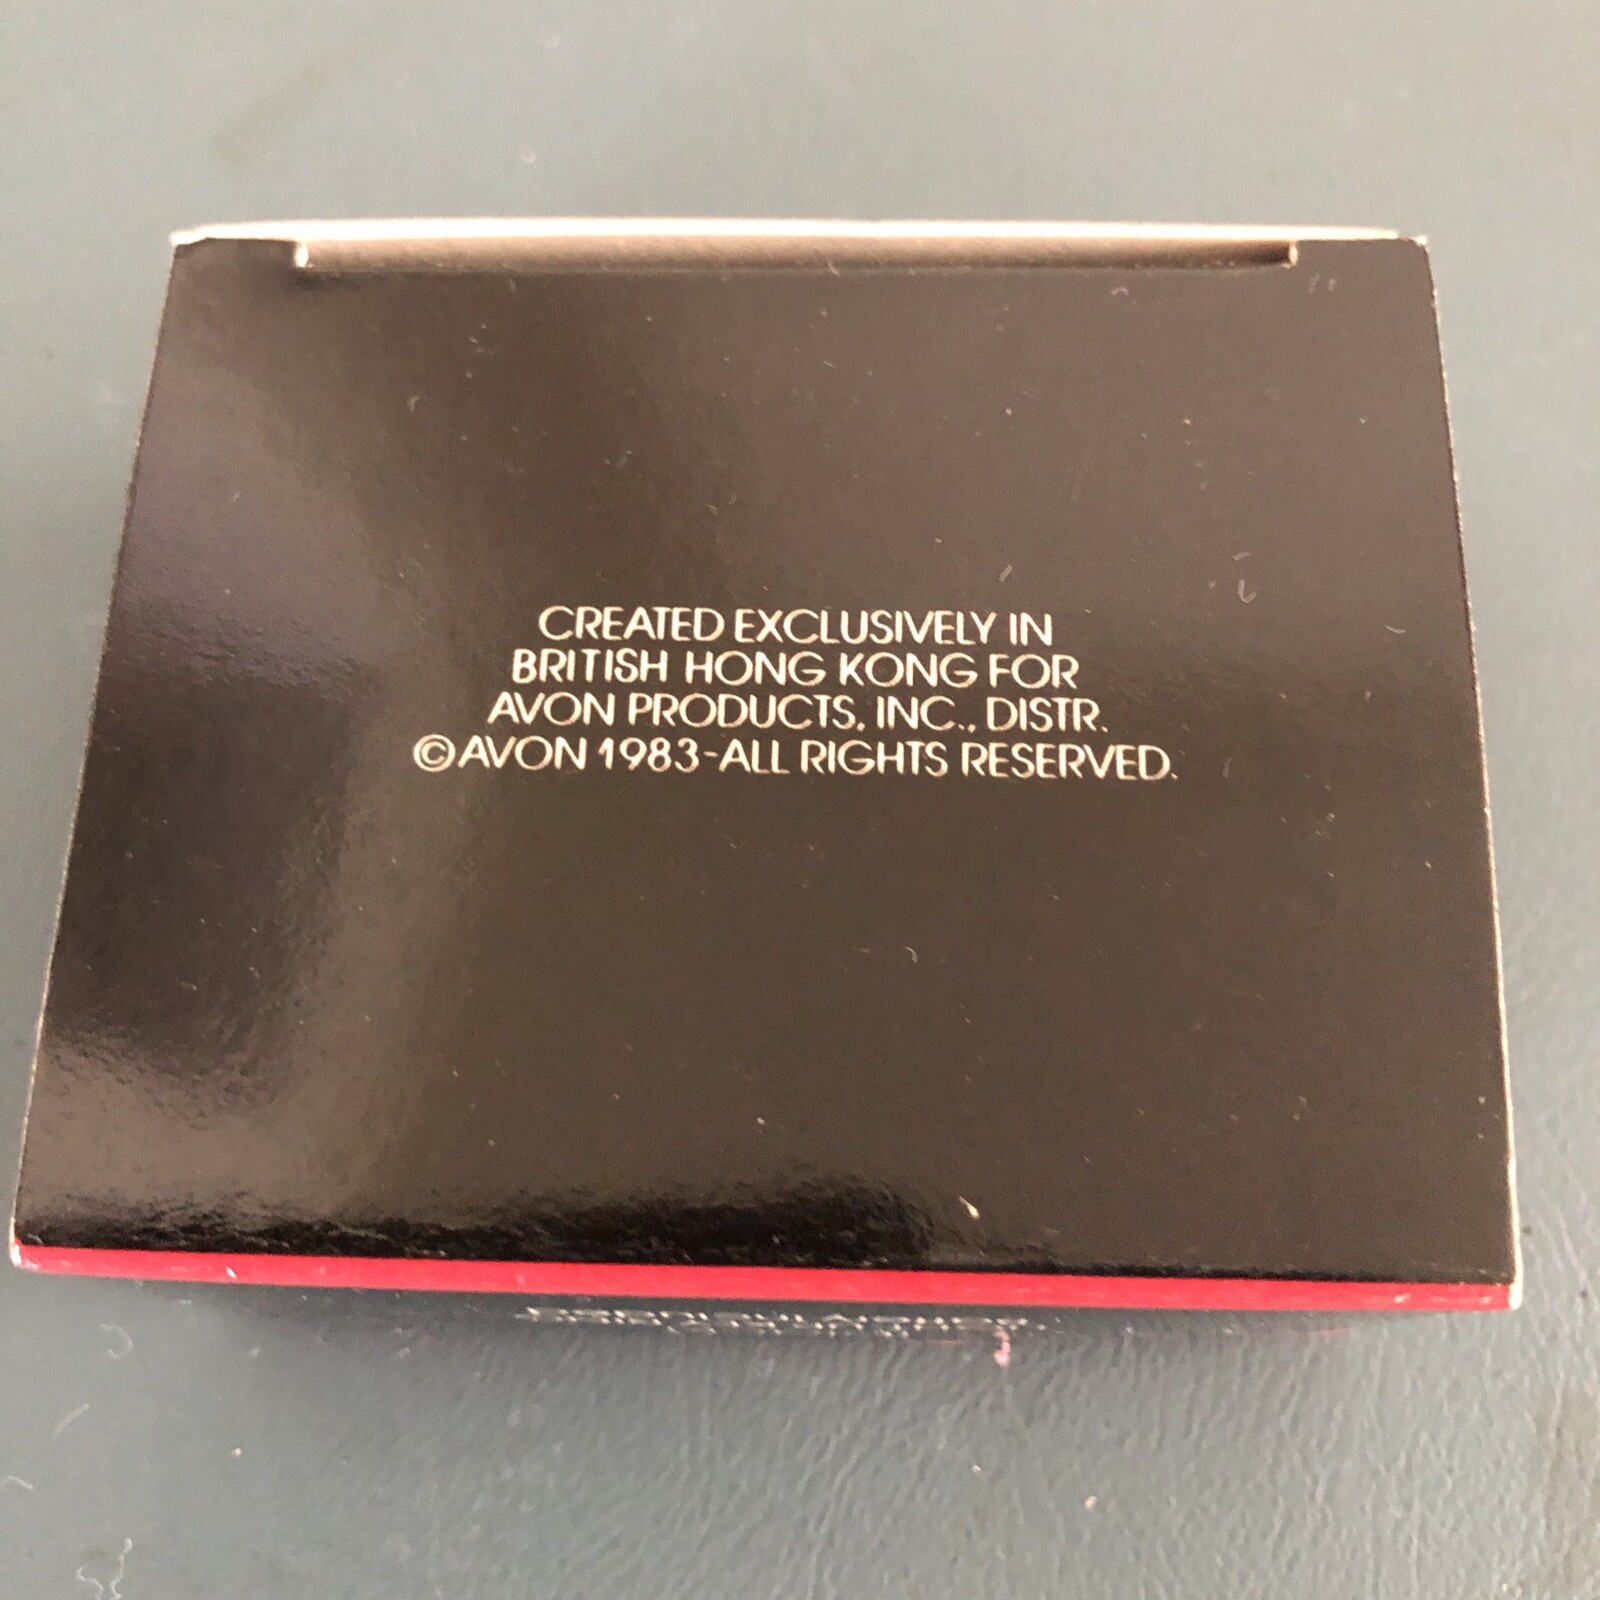 CREATED EXCLUSIVELY IN
BRITISH HONG KONG FOR
AVON PRODUCTS, INC., DISTR.
©AVON 1983-ALL RIGHTS RESERVED.